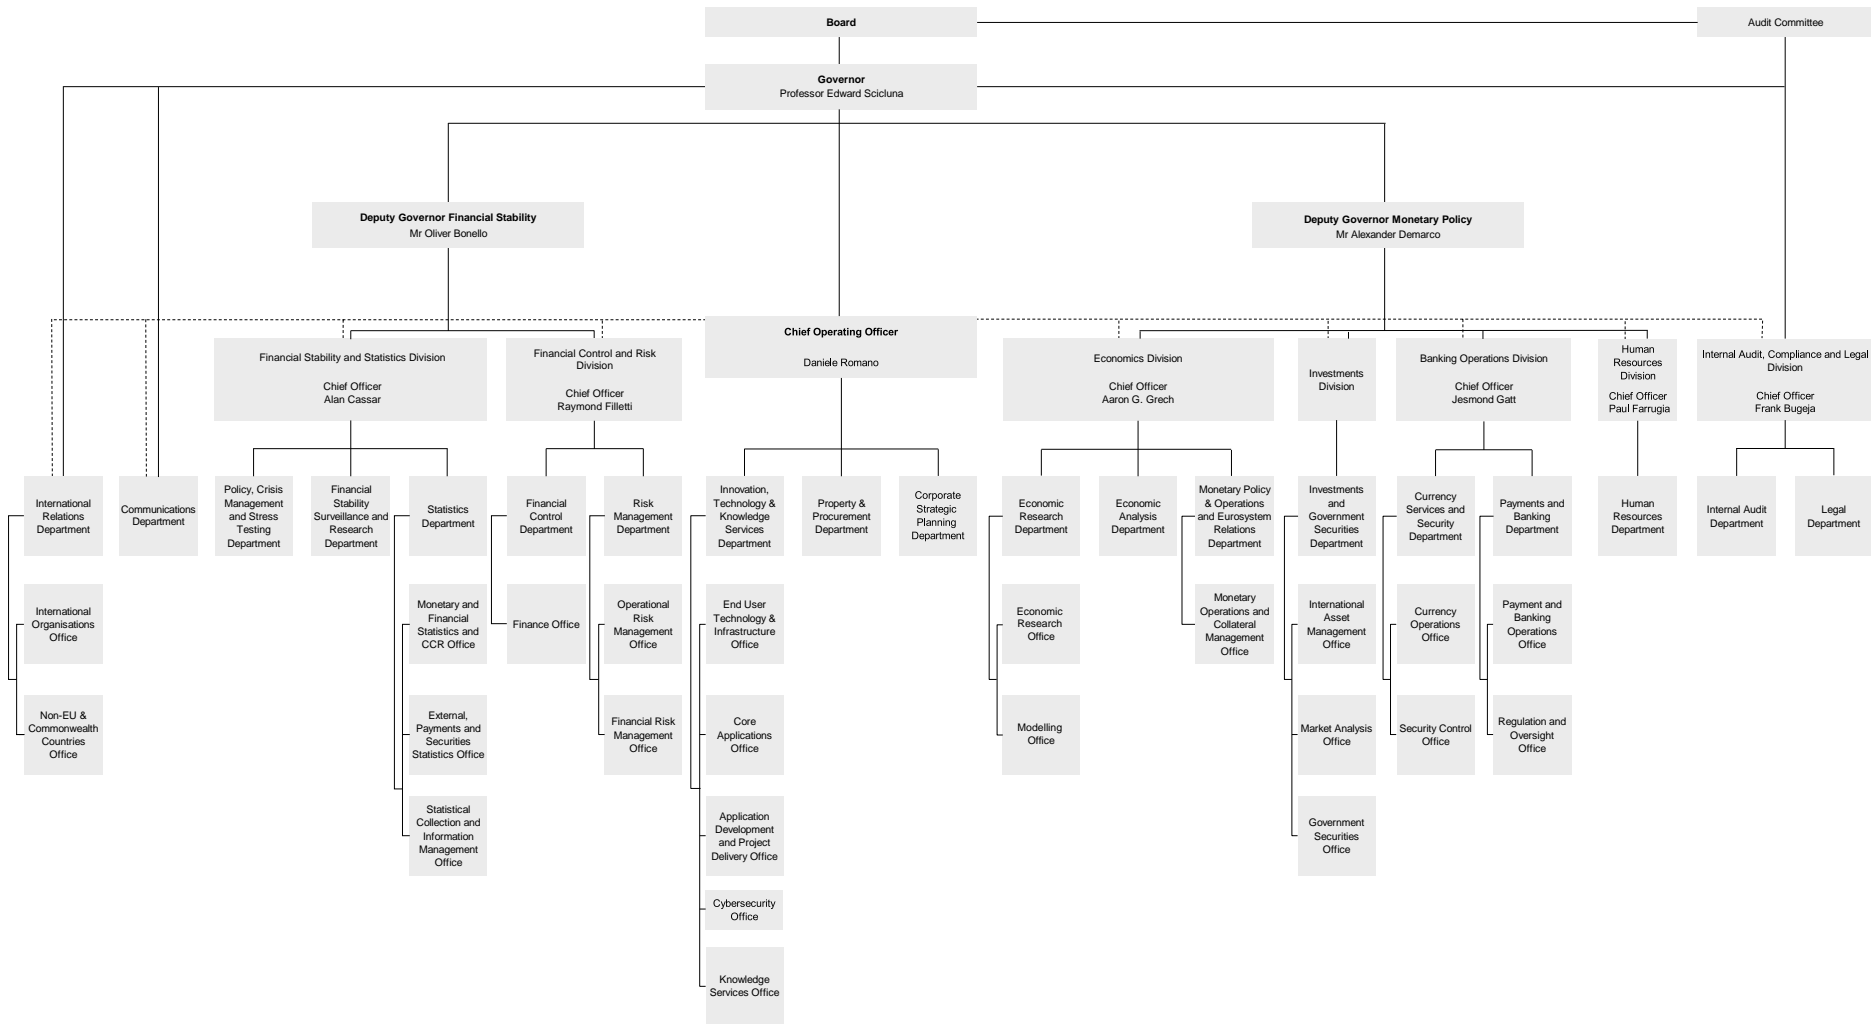 Board
Audit Committee
Governor
Professor Edward Scicluna
Deputy Governor Financial Stability
Mr Oliver Bonello
Deputy Governor Monetary Policy
Mr Alexander Demarco
Financial Stability and Statistics Division
Chief Officer
Alan Cassar
Financial Control and Risk
Division
Chief Officer
Raymond Filletti
Chief Operating Officer
Daniele Romano
Economics Division
Chief Officer
Aaron G. Grech
Investments
Division
Banking Operations Division
Chief Officer
Jesmond Gatt
Human
Resources
Division
Chief Officer
Paul Farrugia
Internal Audit, Compliance and Legal
Division
Chief Officer
Frank Bugeja
International
Relations
Department
Communications
Department
Policy, Crisis
Management
and Stress
Testing
Department
Financial
Stability
Surveillance and
Research
Department
Statistics
Department
Financial
Control
Department
Risk
Management
Department
Innovation,
Technology &
Knowledge
Services
Department
Property &
Procurement
Department
Corporate
Strategic
Planning
Department
Economic
Research
Department
Economic
Analysis
Department
Monetary Policy
& Operations
and Eurosystem
Relations
Department
Investments
and
Government
Securities
Department
Currency
Services and
Security
Department
Payments and
Banking
Department
Human
Resources
Department
Internal Audit
Department
Legal
Department
International
Organisations
Office
Monetary and
Financial
Statistics and
CCR Office
Finance Office
Operational
Risk
Management
Office
End User
Technology &
Infrastructure
Office
Economic
Research
Office
Monetary
Operations and
Collateral
Management
Office
International
Asset
Management
Office
Currency
Operations
Office
Payment and
Banking
Operations
Office
Non-EU &
Commonwealth
Countries
Office
External,
Payments and
Securities
Statistics Office
Financial Risk
Management
Office
Core
Applications
Office
Modelling
Office
Market Analysis
Office
Security Control
Office
Regulation and
Oversight
Office
Statistical
Collection and
Information
Management
Office
Application
Development
and Project
Delivery Office
Government
Securities
Office
Cybersecurity
Office
Knowledge
Services Office